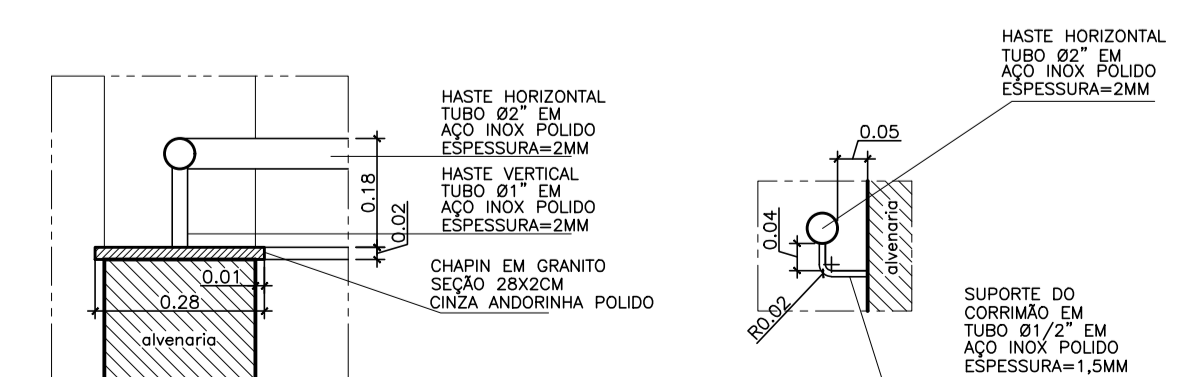 HASTE HORIZONTAL
TUBO Ø2" EM
AÇO INOX POLIDO
ESPESSURA=2MM
HASTE VERTICAL
TUBO Ø1" EM
AÇO INOX POLIDO
ESPESSURA=2MM
CHAPIN EM GRANITO
SEÇÃO 28X2CM
CINZA ANDORINHA POLIDO
0.18
0.02
0.01
0.28
alvenaria
HASTE HORIZONTAL
TUBO Ø2" EM
AÇO INOX POLIDO
ESPESSURA=2MM
0.05
0.04
alvenaria
R0.02
SUPORTE DO
CORRIMÃO EM
TUBO Ø1/2" EM
AÇO INOX POLIDO
ESPESSURA=1,5MM